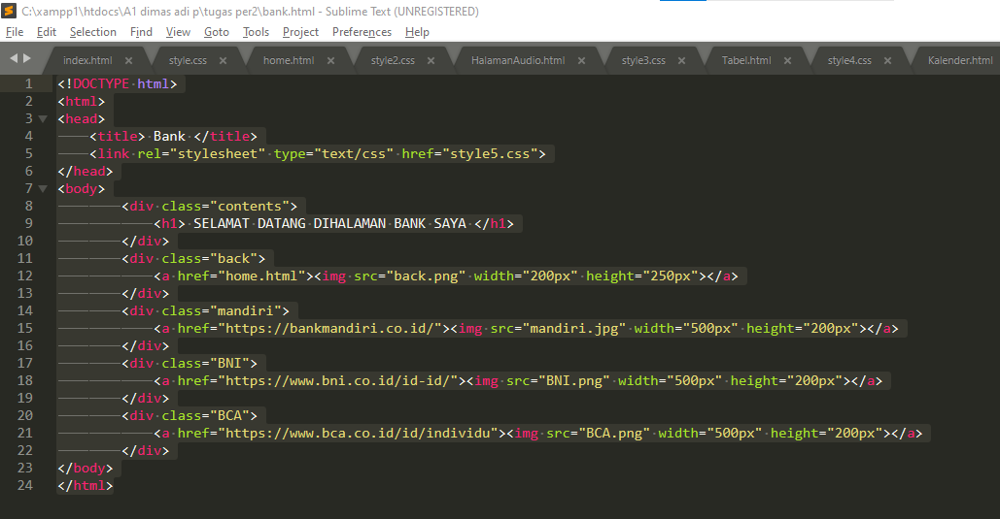 C:\xampp1\htdocs\A1 dimas adi p\tugas per2\bank.html - Sublime Text (UNREGISTERED)
File Edit Selection Find View Goto Tools Project Preferences Help
index.html × style.css × home.html × style2.css × HalamanAudio.html × style3.css × Tabel.html × style4.css × Kalender.html
1 <!DOCTYPE html>
2 <html>
3 <head>
4 <title> Bank </title>
5 <link rel="stylesheet" type="text/css" href="style5.css">
6 </head>
7 <body>
8 <div class="contents">
9 <h1> SELAMAT DATANG DIHALAMAN BANK SAYA </h1>
10 </div>
11 <div class="back">
12 <a href="home.html"><img src="back.png" width="200px" height="250px"></a>
13 </div>
14 <div class="mandiri">
15 <a href="https://bankmandiri.co.id/"><img src="mandiri.jpg" width="500px" height="200px"></a>
16 </div>
17 <div class="BNI">
18 <a href="https://www.bni.co.id/id-id/"><img src="BNI.png" width="500px" height="200px"></a>
19 </div>
20 <div class="BCA">
21 <a href="https://www.bca.co.id/id/individu"><img src="BCA.png" width="500px" height="200px"></a>
22 </div>
23 </body>
24 </html>